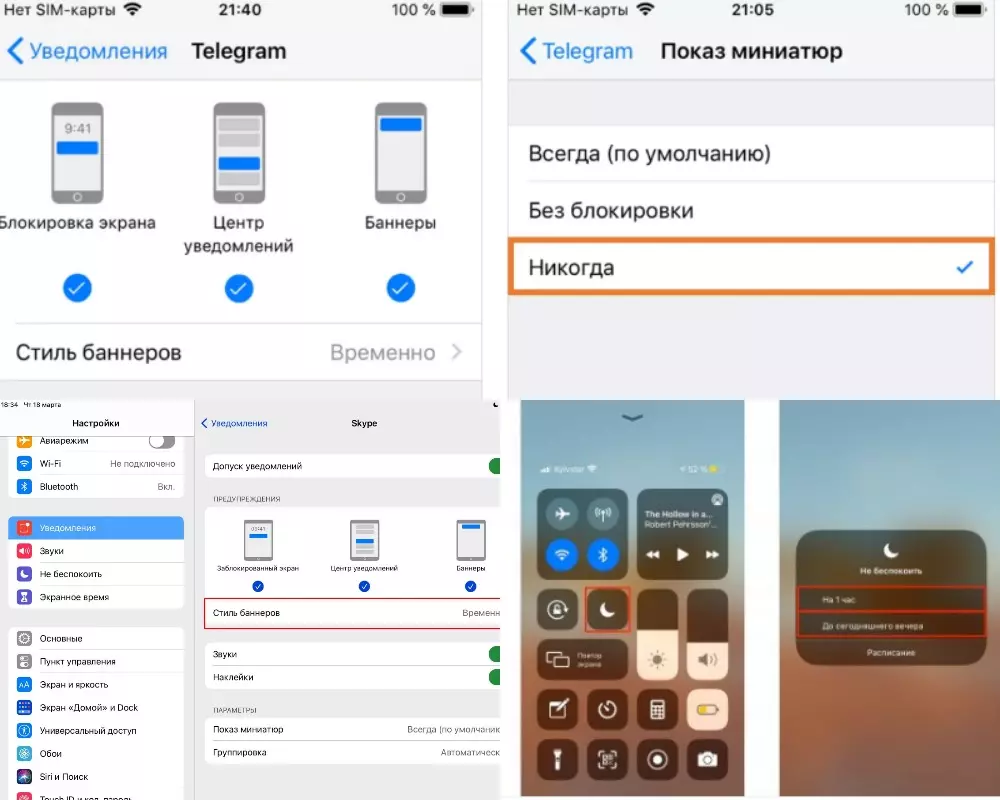 Нет SIM-карты 21:40 100 %
Уведомления Telegram
9:41
Блокировка экрана
Центр уведомлений
Баннеры
Стиль баннеров Временно
Нет SIM-карты 21:05 100 %
Telegram Показ миниатюр
Всегда (по умолчанию)
Без блокировки
Никогда
18:34 Чт 18 марта
Настройки
Авиарежим
Wi-Fi Не подключено
Bluetooth Вкл.
Уведомления
Звуки
Не беспокоить
Экранное время
Основные
Пункт управления
AA Экран и яркость
Экран «Домой» и Dock
Универсальный доступ
Обои
Siri и Поиск
Touch ID и код-пароль
Уведомления Skype
Допуск уведомлений
ПРЕДУПРЕЖДЕНИЯ
09:41
Заблокированный экран
Центр уведомлений
Баннеры
Стиль баннеров Временн
Звуки
Наклейки
ПАРАМЕТРЫ
Показ миниатюр Всегда (по умолчани
Группировка Автоматическ
Kyivstar 52 %
The Hollow in a...
Robert Pehrsson'...
Повтор
экрана
Не беспокоить
На 1 час
До сегодняшнего вечера
Расписание